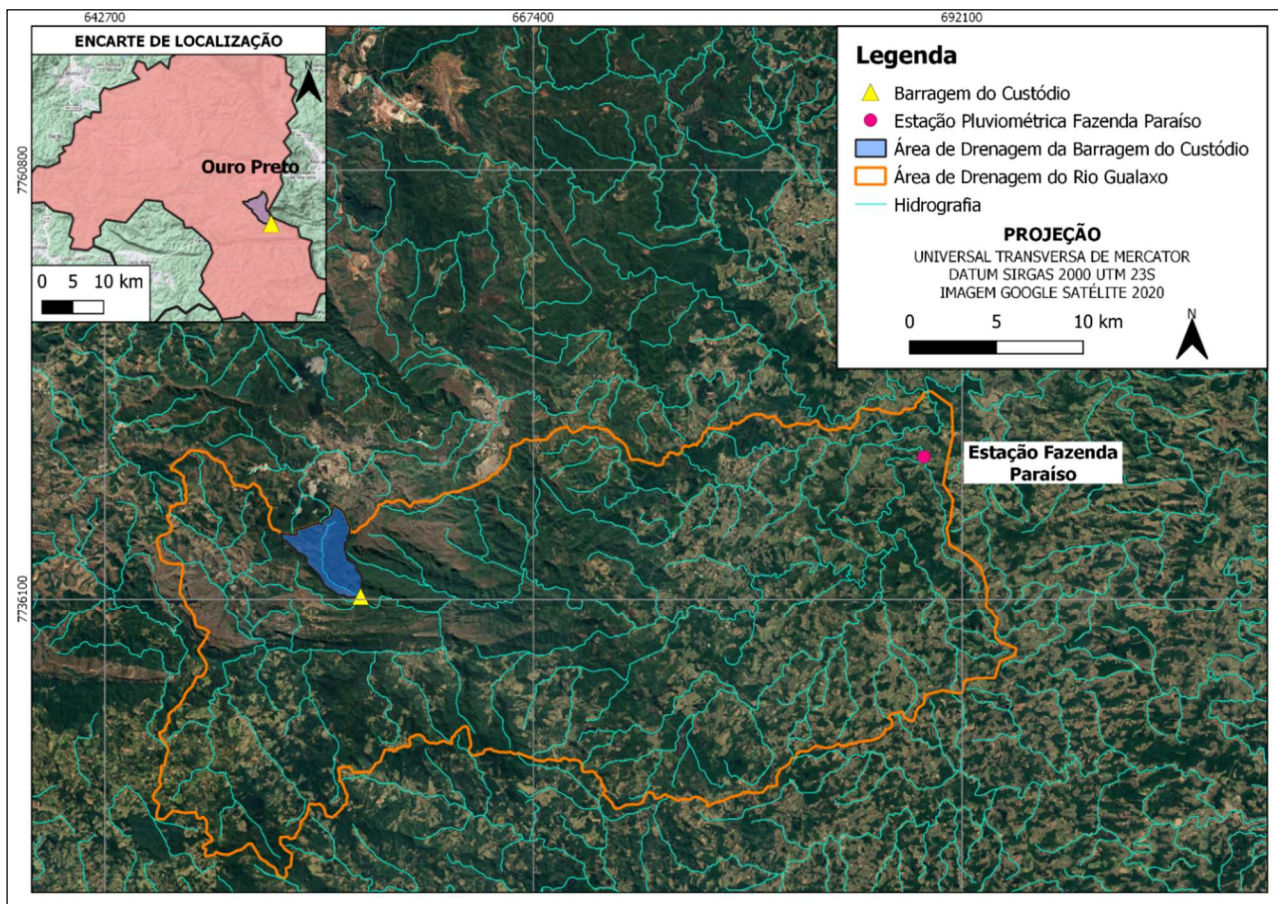 642700
667400
692100
ENCARTE DE LOCALIZAÇÃO
N
Ouro Preto
0 5 10 km
7760800
7736100
Legenda
Barragem do Custódio
Estação Pluviométrica Fazenda Paraíso
Área de Drenagem da Barragem do Custódio
Área de Drenagem do Rio Gualaxo
Hidrografia
PROJEÇÃO
UNIVERSAL TRANSVERSA DE MERCATOR
DATUM SIRGAS 2000 UTM 23S
IMAGEM GOOGLE SATÉLITE 2020
N
0 5 10 km
Estação Fazenda
Paraíso